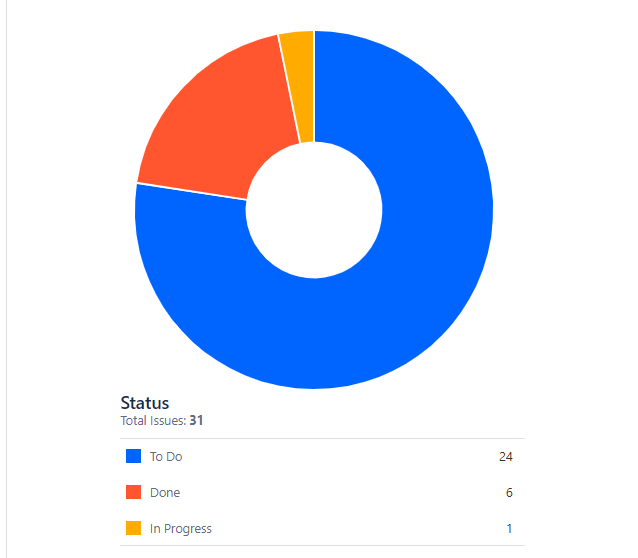 Status
Total Issues: 31
To Do 24
Done 6
In Progress 1